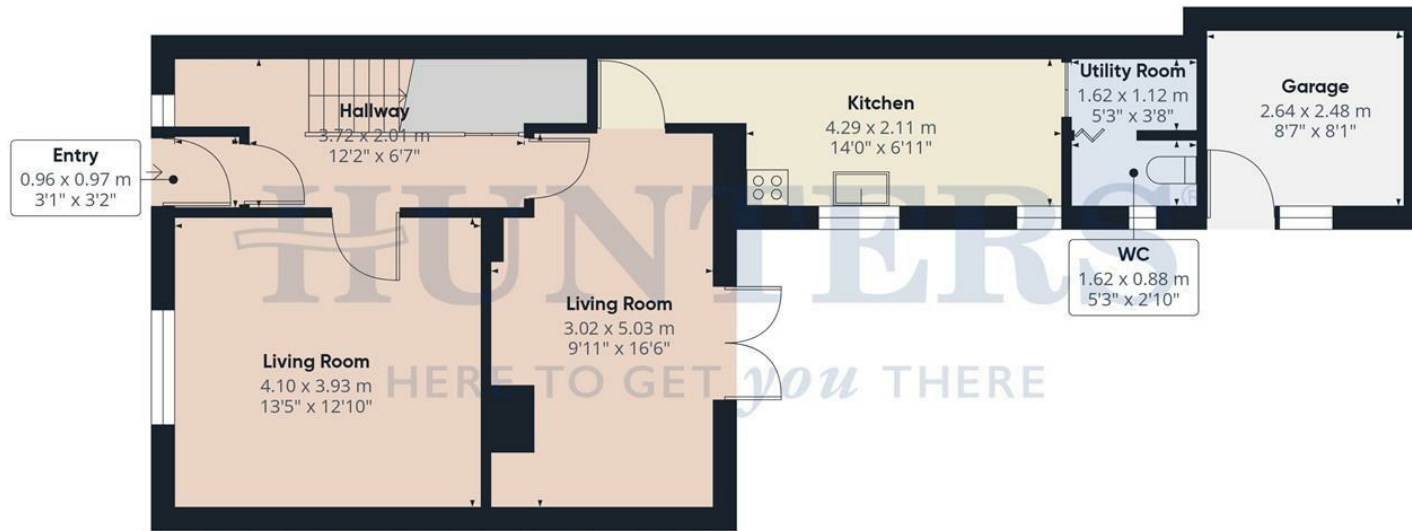 Entry
0.96 x 0.97 m
3'1" x 3'2"
Hallway
3.72 x 2.01 m
12'2" x 6'7"
Kitchen
4.29 x 2.11 m
14'0" x 6'11"
Utility Room
1.62 x 1.12 m
5'3" x 3'8"
Garage
2.64 x 2.48 m
8'7" x 8'1"
WC
1.62 x 0.88 m
5'3" x 2'10"
Living Room
3.02 x 5.03 m
9'11" x 16'6"
Living Room
4.10 x 3.93 m
13'5" x 12'10"
HUNTERS®
HERE TO GET you THERE